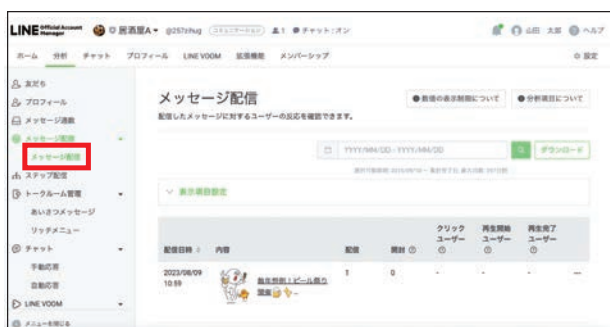 LINE Official Account Manager
居酒屋A @257zihug コミュニケーション 1 チャット:オン
山田 太郎 ヘルプ
ホーム 分析 チャット プロフィール LINE VOOM 拡張機能 メンバーシップ 設定
友だち
プロフィール
メッセージ通数
メッセージ配信
メッセージ配信
ステップ配信
トークルーム管理
あいさつメッセージ
リッチメニュー
チャット
手動応答
自動応答
LINE VOOM
メニューを閉じる
メッセージ配信
数値の表示制限について
分析項目について
配信したメッセージに対するユーザーの反応を確認できます。
YYYY/MM/DD - YYYY/MM/DD
ダウンロード
表示項目設定
配信日時 内容 配信 開封 クリックユーザー 再生開始ユーザー 再生完了ユーザー
2023/08/09
10:59
1 0 - - -